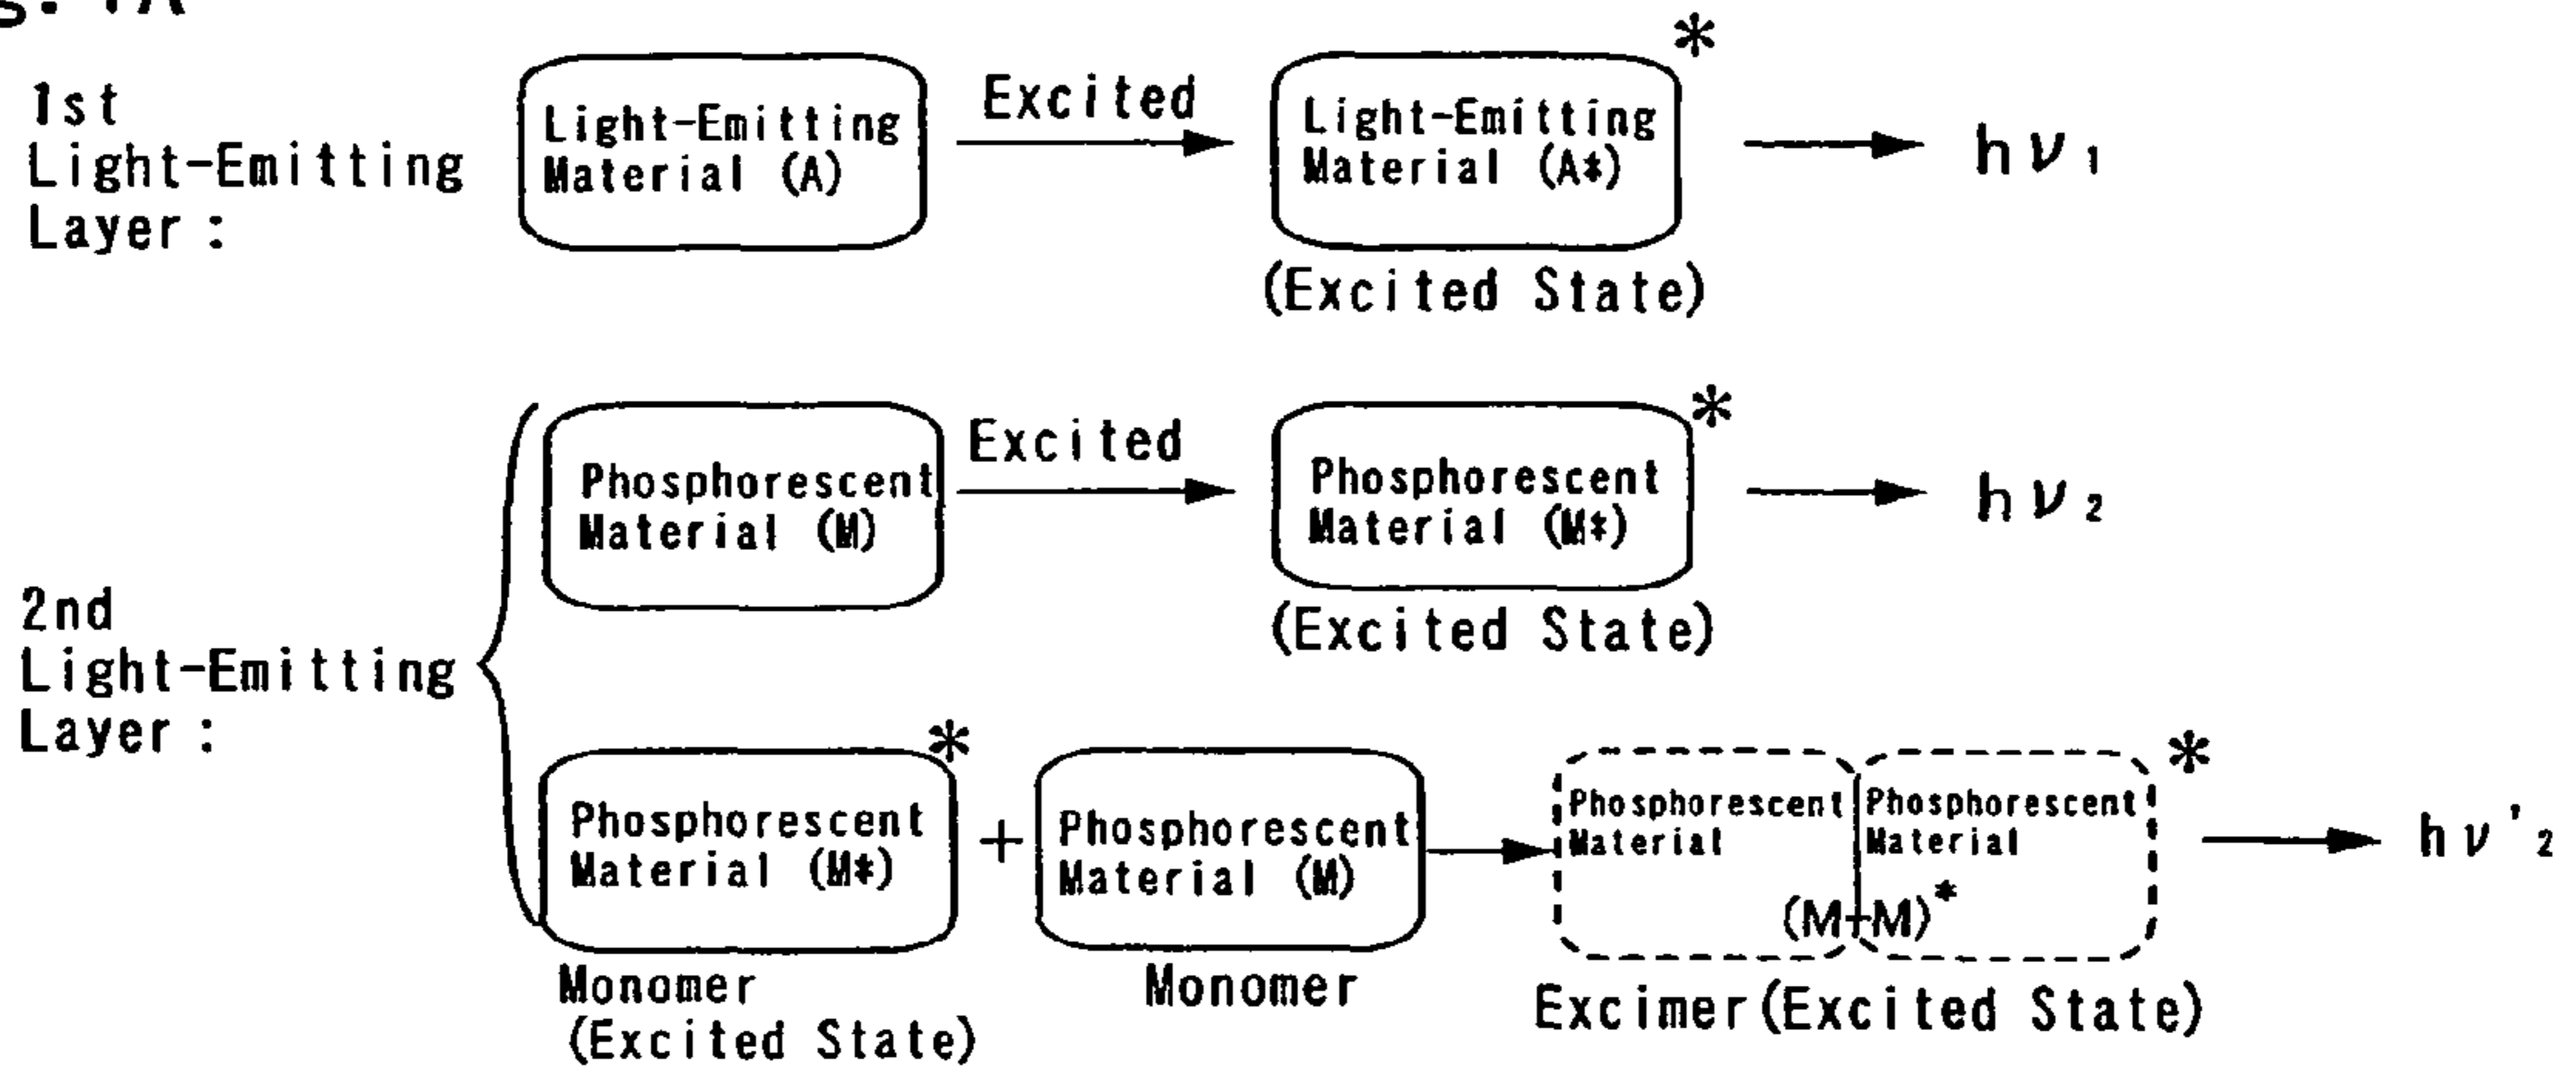 1st
Light-Emitting
Layer :
Light-Emitting
Material (A)
Excited
Light-Emitting
Material (A*)
*
(Excited State)
hν1
2nd
Light-Emitting
Layer :
Phosphorescent
Material (M)
Excited
Phosphorescent
Material (M*)
*
(Excited State)
hν2
Phosphorescent
Material (M*)
*
Monomer
(Excited State)
+
Phosphorescent
Material (M)
Monomer
Phosphorescent
Material
Phosphorescent
Material
(M+M)*
*
Excimer(Excited State)
hν'2